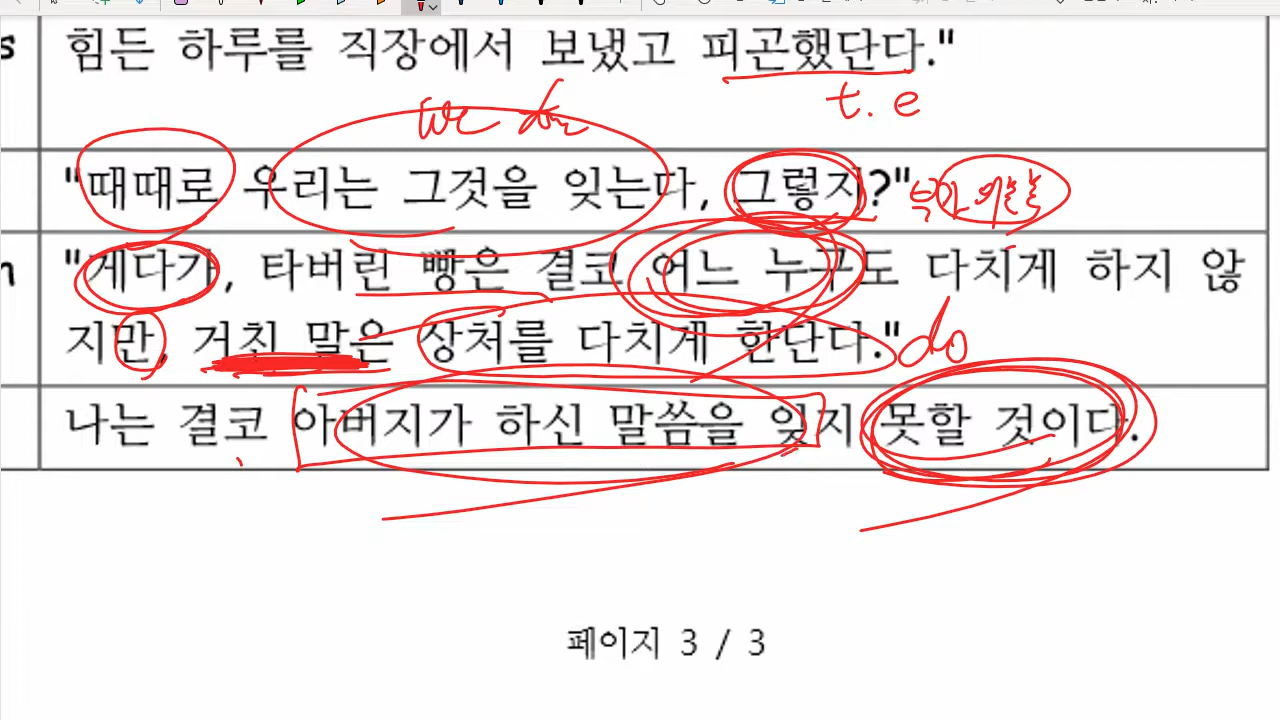 s
힘든 하루를 직장에서 보냈고 피곤했단다."
t. e
we do
"때때로 우리는 그것을 잊는다, 그렇지?"
n
"게다가, 타버린 빵은 결코 어느 누구도 다치게 하지 않
지만, 거친 말은 상처를 다치게 한단다." do
나는 결코 아버지가 하신 말씀을 잊지 못할 것이다.
페이지 3 / 3